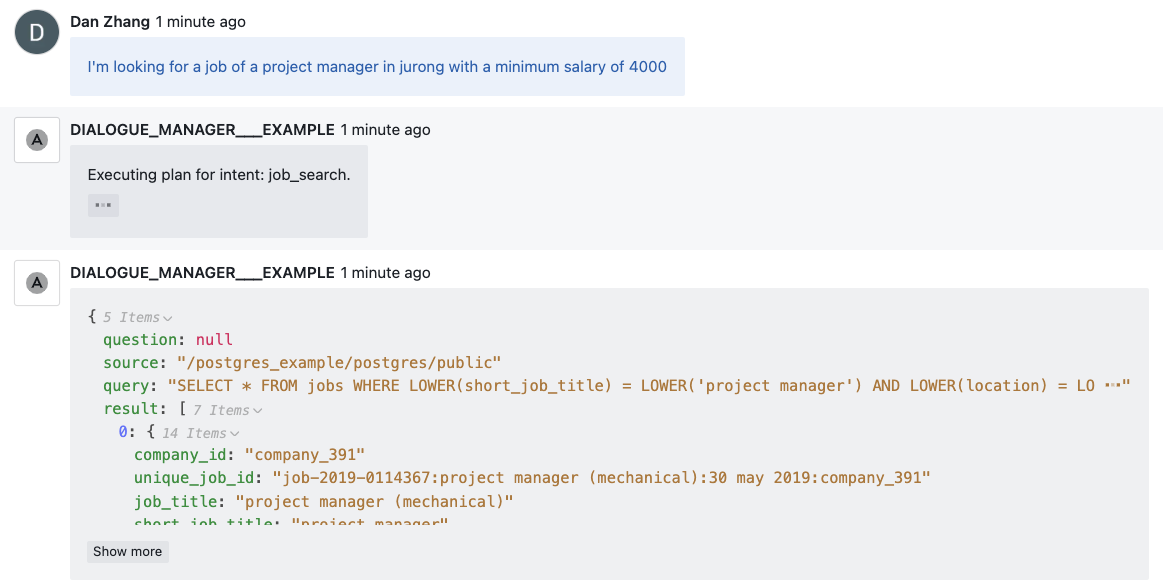 D
Dan Zhang 1 minute ago
I'm looking for a job of a project manager in jurong with a minimum salary of 4000
A
DIALOGUE_MANAGER___EXAMPLE 1 minute ago
Executing plan for intent: job_search.
...
A
DIALOGUE_MANAGER___EXAMPLE 1 minute ago
{ 5 Items
question: null
source: "/postgres_example/postgres/public"
query: "SELECT * FROM jobs WHERE LOWER(short_job_title) = LOWER('project manager') AND LOWER(location) = LO ..."
result: [ 7 Items
0: { 14 Items
company_id: "company_391"
unique_job_id: "job-2019-0114367:project manager (mechanical):30 may 2019:company_391"
job_title: "project manager (mechanical)"
short_job_title: "project manager"
Show more